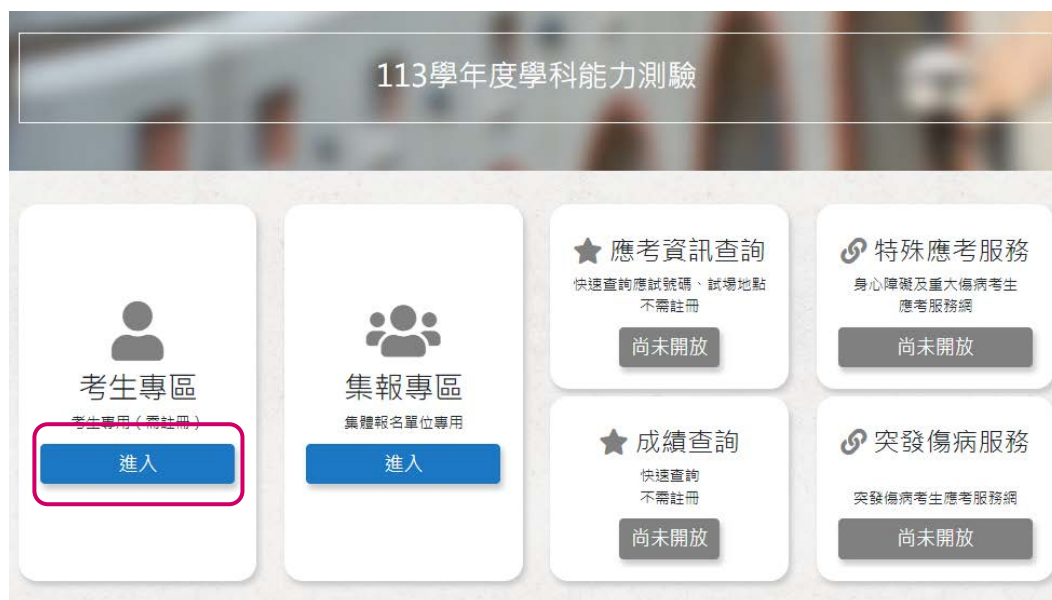 113學年度學科能力測驗
考生專區
考生專用（需註冊）
進入
集報專區
集體報名單位專用
進入
應考資訊查詢
快速查詢應試號碼、試場地點
不需註冊
尚未開放
特殊應考服務
身心障礙及重大傷病考生
應考服務網
尚未開放
成績查詢
快速查詢
不需註冊
尚未開放
突發傷病服務
突發傷病考生應考服務網
尚未開放